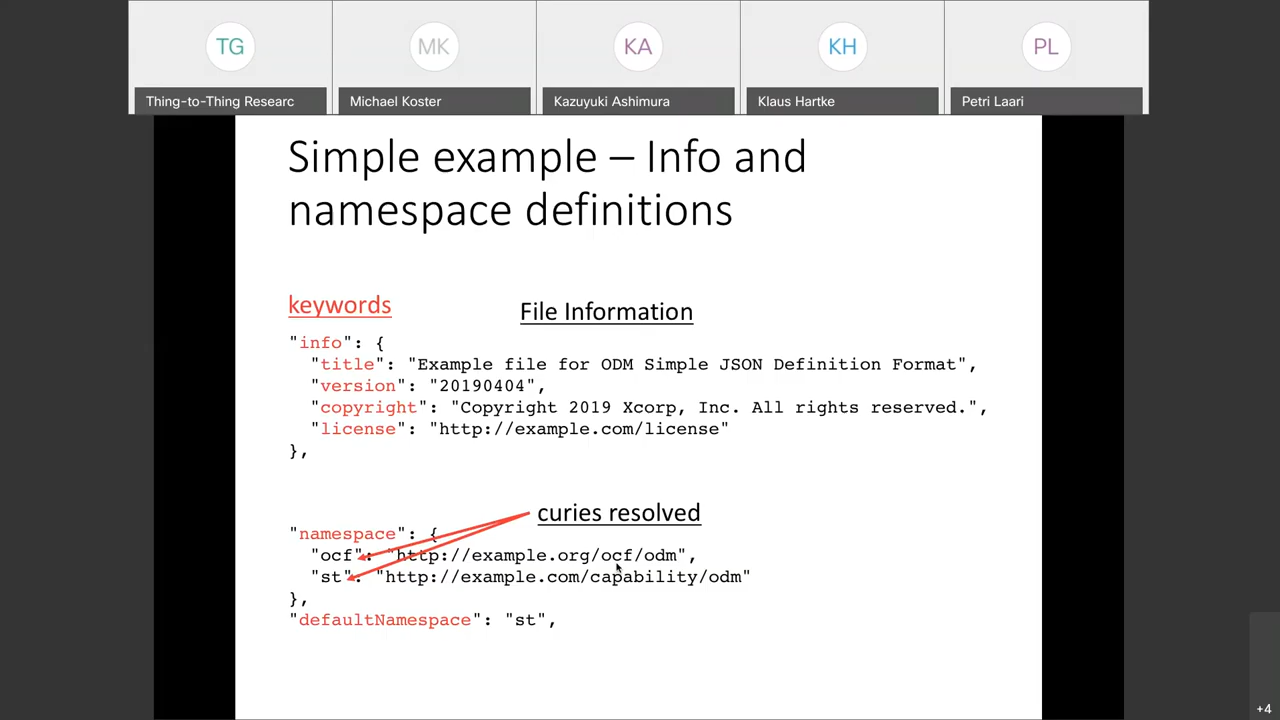 TG
MK
KA
KH
PL
Thing-to-Thing Researc
Michael Koster
Kazuyuki Ashimura
Klaus Hartke
Petri Laari
Simple example – Info and
namespace definitions
keywords
File Information
"info": {
"title": "Example file for ODM Simple JSON Definition Format",
"version": "20190404",
"copyright": "Copyright 2019 Xcorp, Inc. All rights reserved.",
"license": "http://example.com/license"
},
curies resolved
"namespace": {
"ocf": "http://example.org/ocf/odm",
"st": "http://example.com/capability/odm"
},
"defaultNamespace": "st",
+4